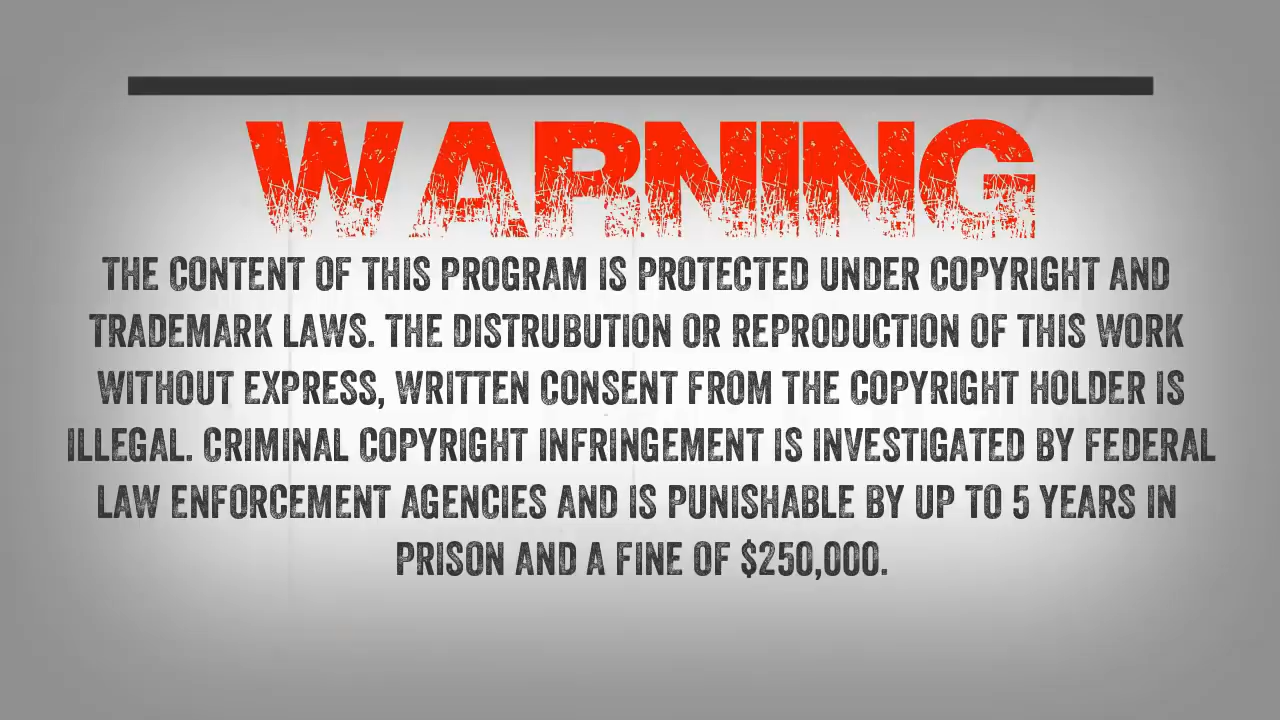 WARNING
THE CONTENT OF THIS PROGRAM IS PROTECTED UNDER COPYRIGHT AND
TRADEMARK LAWS. THE DISTRUBUTION OR REPRODUCTION OF THIS WORK
WITHOUT EXPRESS, WRITTEN CONSENT FROM THE COPYRIGHT HOLDER IS
ILLEGAL. CRIMINAL COPYRIGHT INFRINGEMENT IS INVESTIGATED BY FEDERAL
LAW ENFORCEMENT AGENCIES AND IS PUNISHABLE BY UP TO 5 YEARS IN
PRISON AND A FINE OF $250,000.